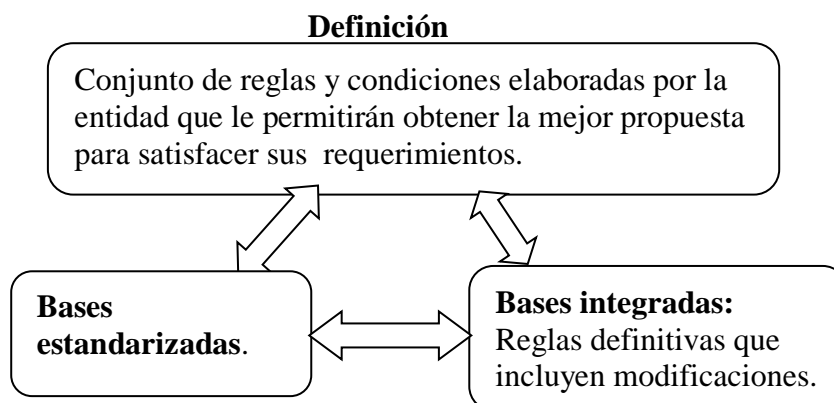 Definición
Conjunto de reglas y condiciones elaboradas por la
entidad que le permitirán obtener la mejor propuesta
para satisfacer sus requerimientos.
Bases
estandarizadas.
Bases integradas:
Reglas definitivas que
incluyen modificaciones.